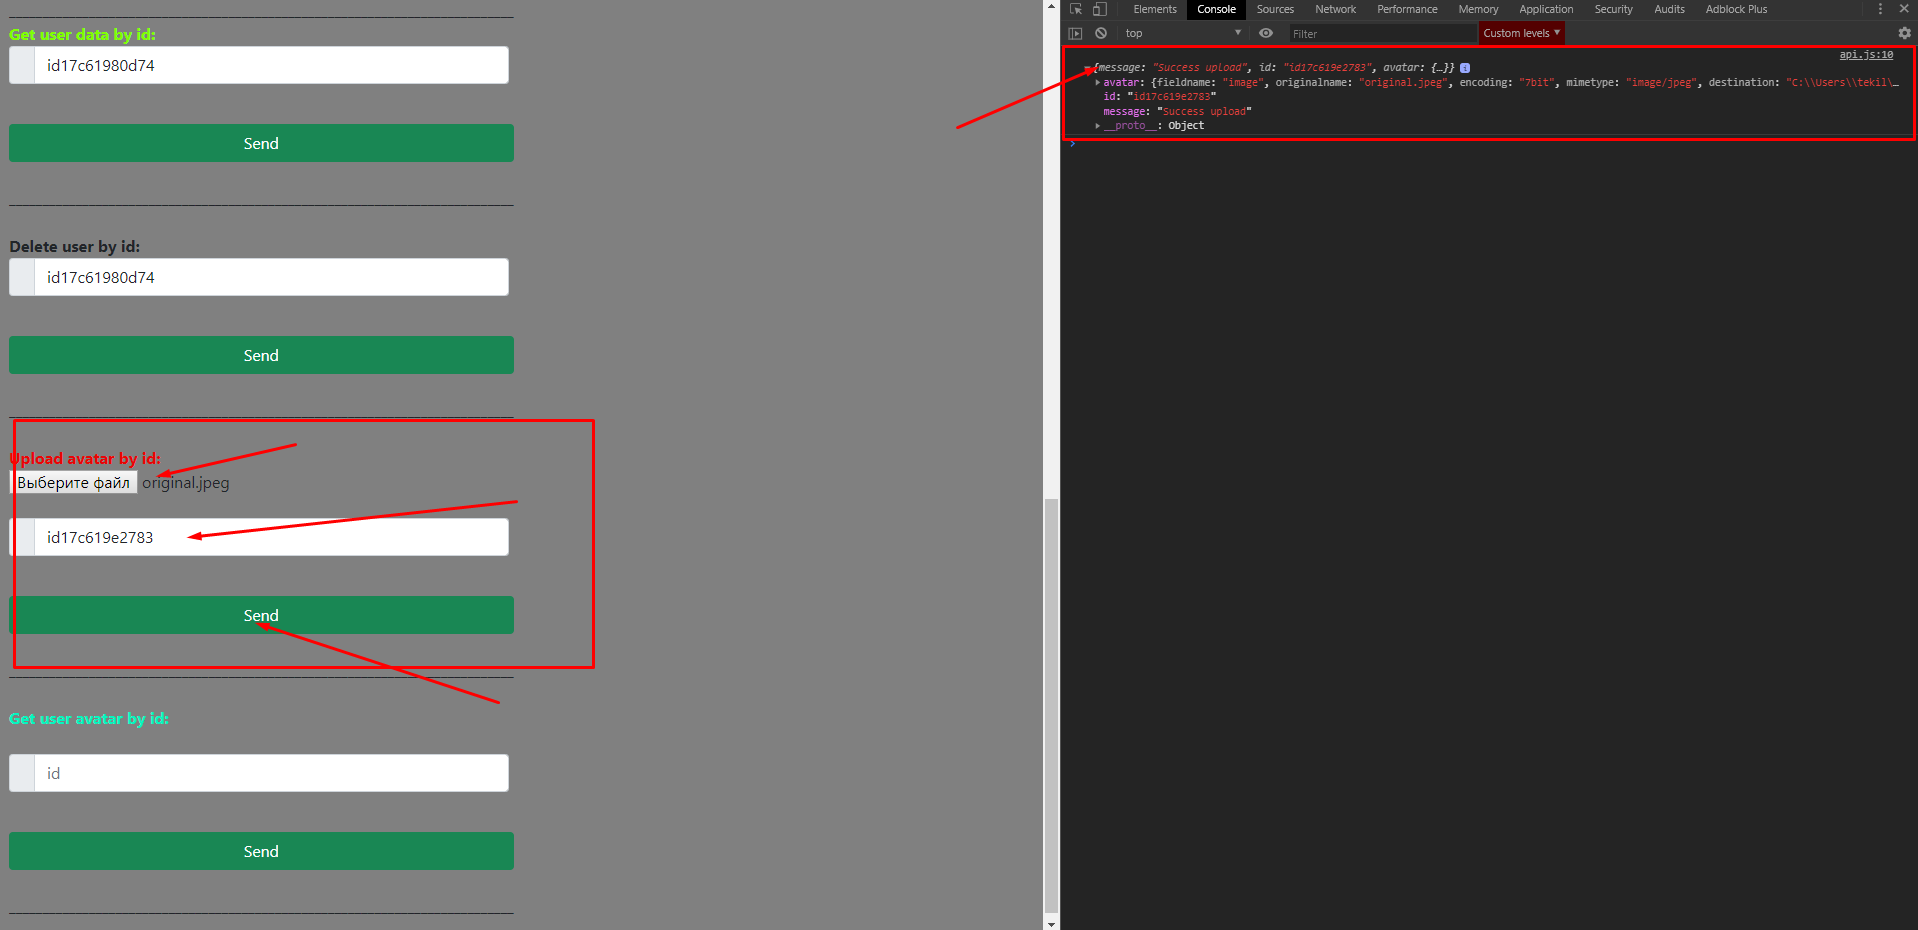 Get user data by id:
id17c61980d74
Send
Delete user by id:
id17c61980d74
Send
Upload avatar by id:
Выберите файл original.jpeg
id17c619e2783
Send
Get user avatar by id:
id
Send
Elements Console Sources Network Performance Memory Application Security Audits Adblock Plus
top Filter Custom levels
api.js:10
{message: "Success upload", id: "id17c619e2783", avatar: {…}}
avatar: {fieldname: "image", originalname: "original.jpeg", encoding: "7bit", mimetype: "image/jpeg", destination: "C:\\Users\\tekil\…
id: "id17c619e2783"
message: "Success upload"
__proto__: Object